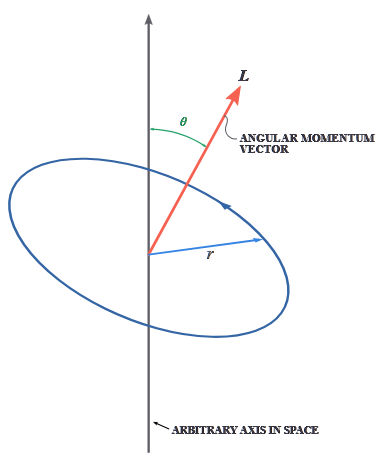 L
θ
ANGULAR MOMENTUM
VECTOR
r
ARBITRARY AXIS IN SPACE